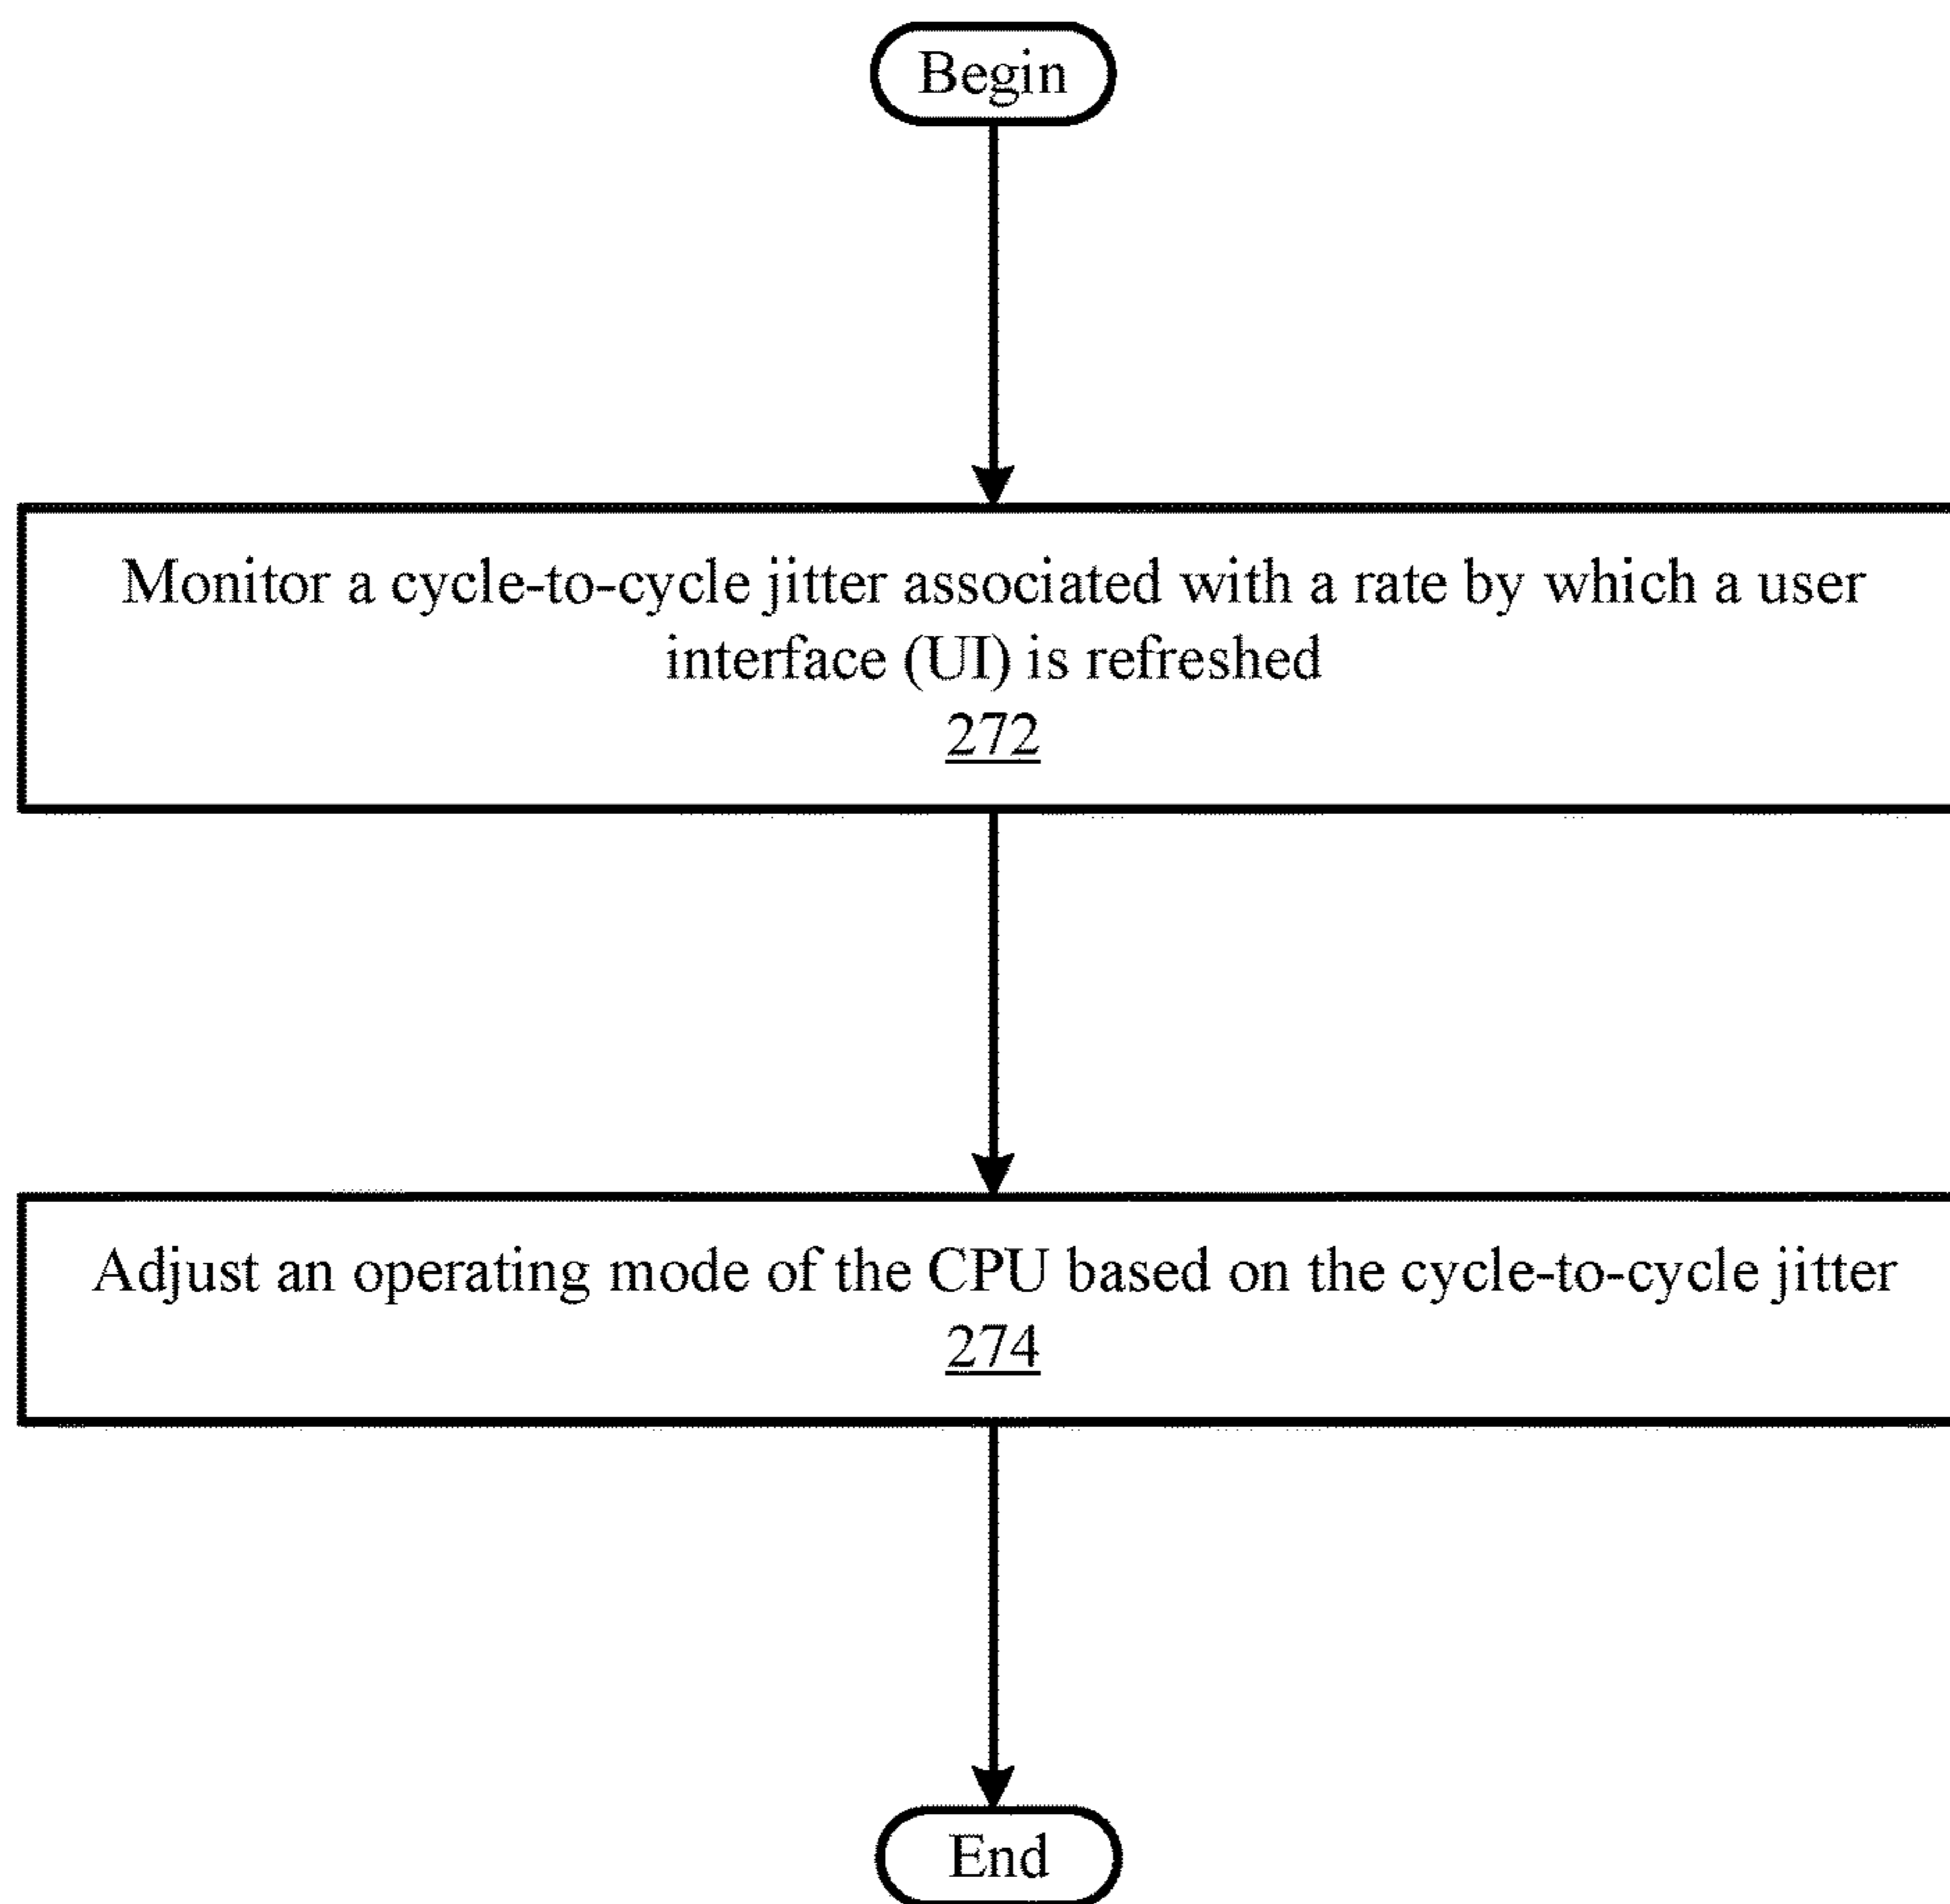 Begin
Monitor a cycle-to-cycle jitter associated with a rate by which a user
interface (UI) is refreshed
272
Adjust an operating mode of the CPU based on the cycle-to-cycle jitter
274
End